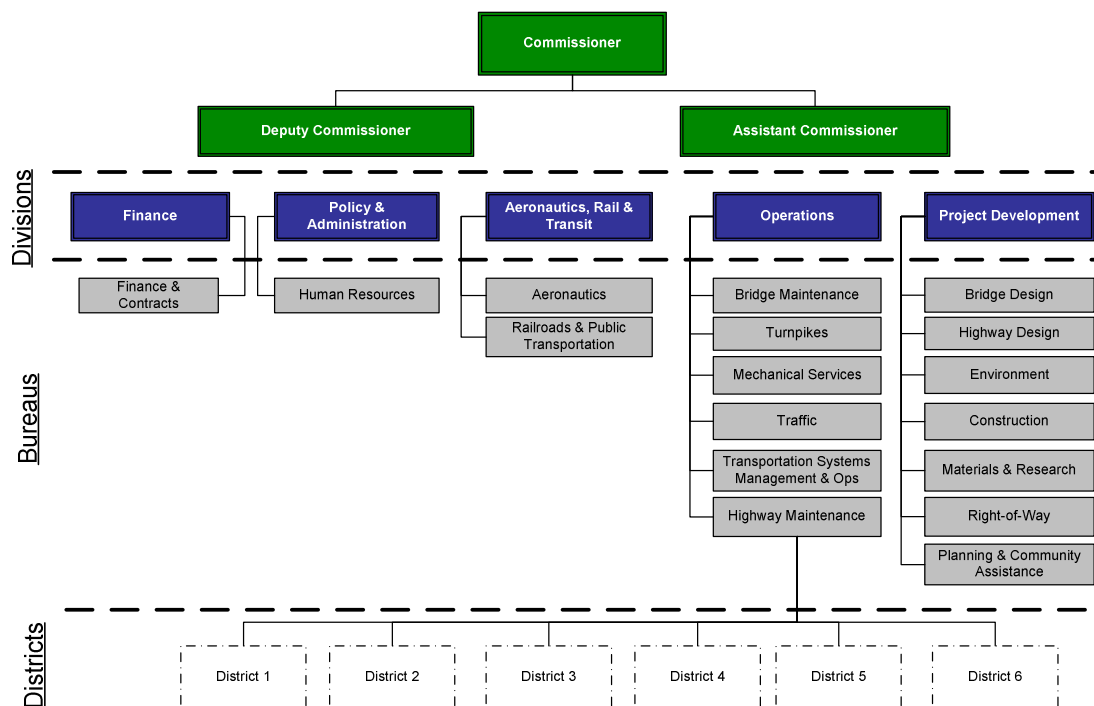 Commissioner
Deputy Commissioner
Assistant Commissioner
Divisions
Finance
Policy &
Administration
Aeronautics, Rail &
Transit
Operations
Project Development
Bureaus
Finance &
Contracts
Human Resources
Aeronautics
Railroads & Public
Transportation
Bridge Maintenance
Turnpikes
Mechanical Services
Traffic
Transportation Systems
Management & Ops
Highway Maintenance
Bridge Design
Highway Design
Environment
Construction
Materials & Research
Right-of-Way
Planning & Community
Assistance
Districts
District 1
District 2
District 3
District 4
District 5
District 6